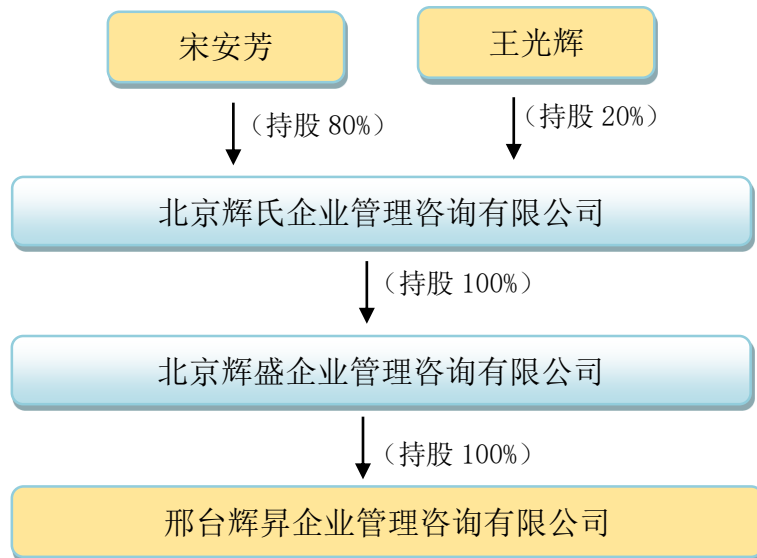 宋安芳
王光辉
（持股 80%）
（持股 20%）
北京辉氏企业管理咨询有限公司
（持股 100%）
北京辉盛企业管理咨询有限公司
（持股 100%）
邢台辉昇企业管理咨询有限公司